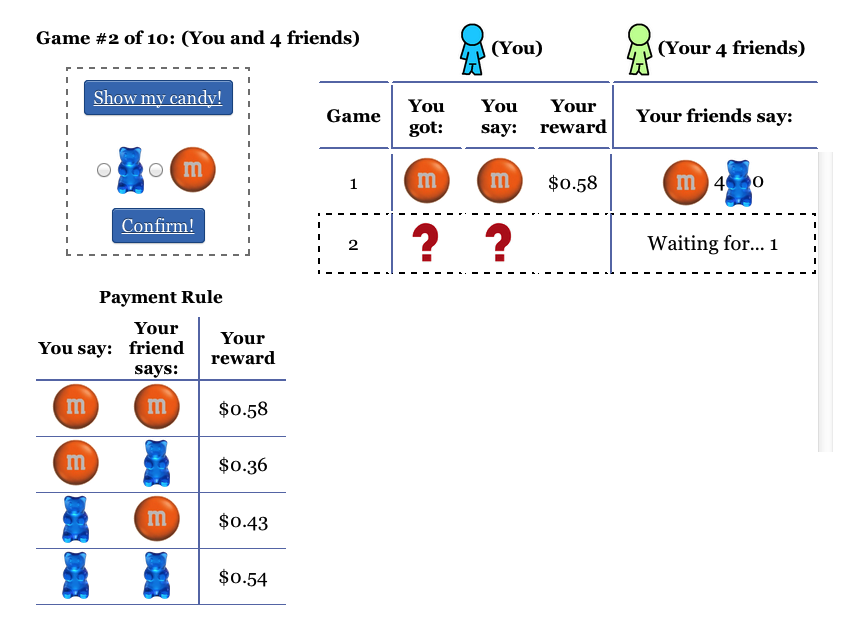 Game #2 of 10: (You and 4 friends)
(You)
(Your 4 friends)
Show my candy!
m
Confirm!
Game
You got:
You say:
Your reward
Your friends say:
1
m
m
$0.58
m 4 0
2
?
?
Waiting for... 1
Payment Rule
You say:
Your friend says:
Your reward
m
m
$0.58
m
$0.36
m
$0.43
$0.54